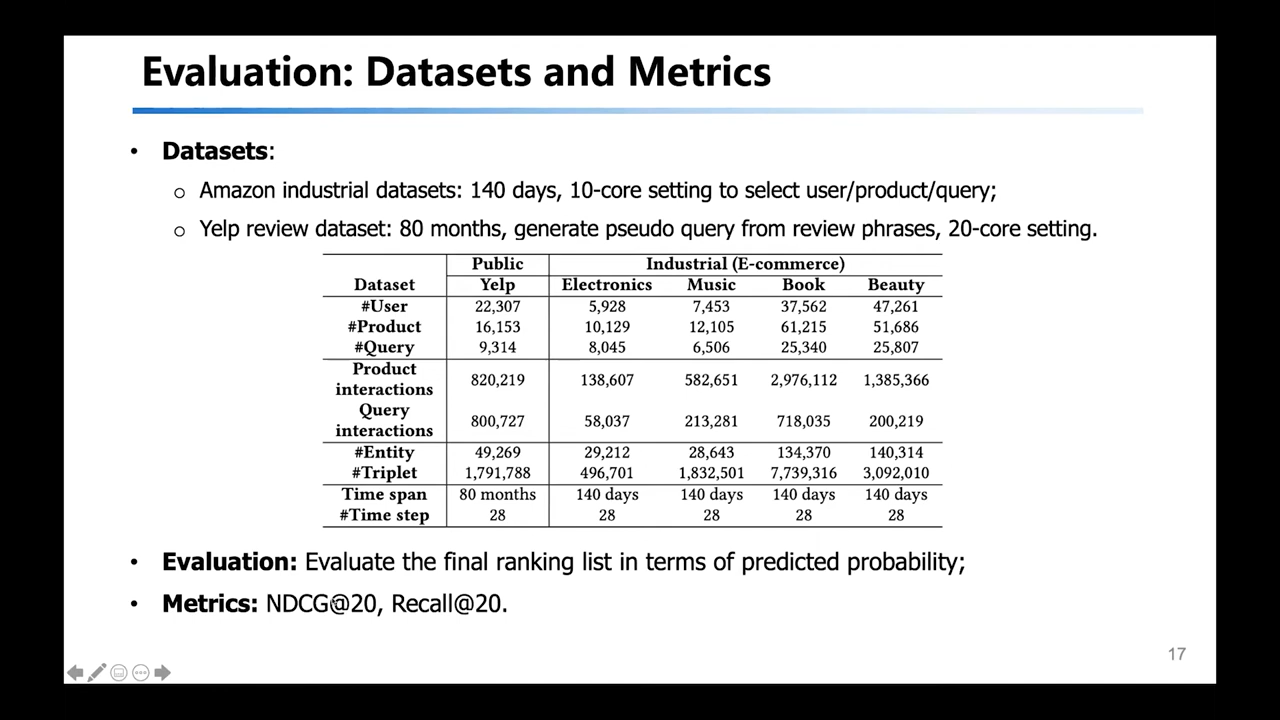 Evaluation: Datasets and Metrics
• Datasets:
o Amazon industrial datasets: 140 days, 10-core setting to select user/product/query;
o Yelp review dataset: 80 months, generate pseudo query from review phrases, 20-core setting.
Public Industrial (E-commerce)
Dataset Yelp Electronics Music Book Beauty
#User 22,307 5,928 7,453 37,562 47,261
#Product 16,153 10,129 12,105 61,215 51,686
#Query 9,314 8,045 6,506 25,340 25,807
Product
interactions 820,219 138,607 582,651 2,976,112 1,385,366
Query
interactions 800,727 58,037 213,281 718,035 200,219
#Entity 49,269 29,212 28,643 134,370 140,314
#Triplet 1,791,788 496,701 1,832,501 7,739,316 3,092,010
Time span 80 months 140 days 140 days 140 days 140 days
#Time step 28 28 28 28 28
• Evaluation: Evaluate the final ranking list in terms of predicted probability;
• Metrics: NDCG@20, Recall@20.
17